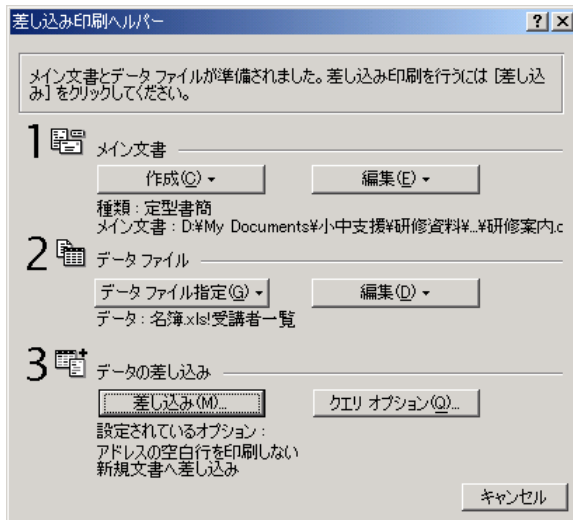 差し込み印刷ヘルパー
メイン文書とデータ ファイルが準備されました。差し込み印刷を行うには [差し込
み] をクリックしてください。
1 メイン文書
作成(C) 編集(E)
種類 : 定型書簡
メイン文書 : D:¥My Documents¥小中支援¥研修資料¥...¥研修案内.c
2 データ ファイル
データ ファイル指定(G) 編集(D)
データ : 名簿.xls!受講者一覧
3 データの差し込み
差し込み(M)... クエリ オプション(Q)...
設定されているオプション :
アドレスの空白行を印刷しない
新規文書へ差し込み
キャンセル